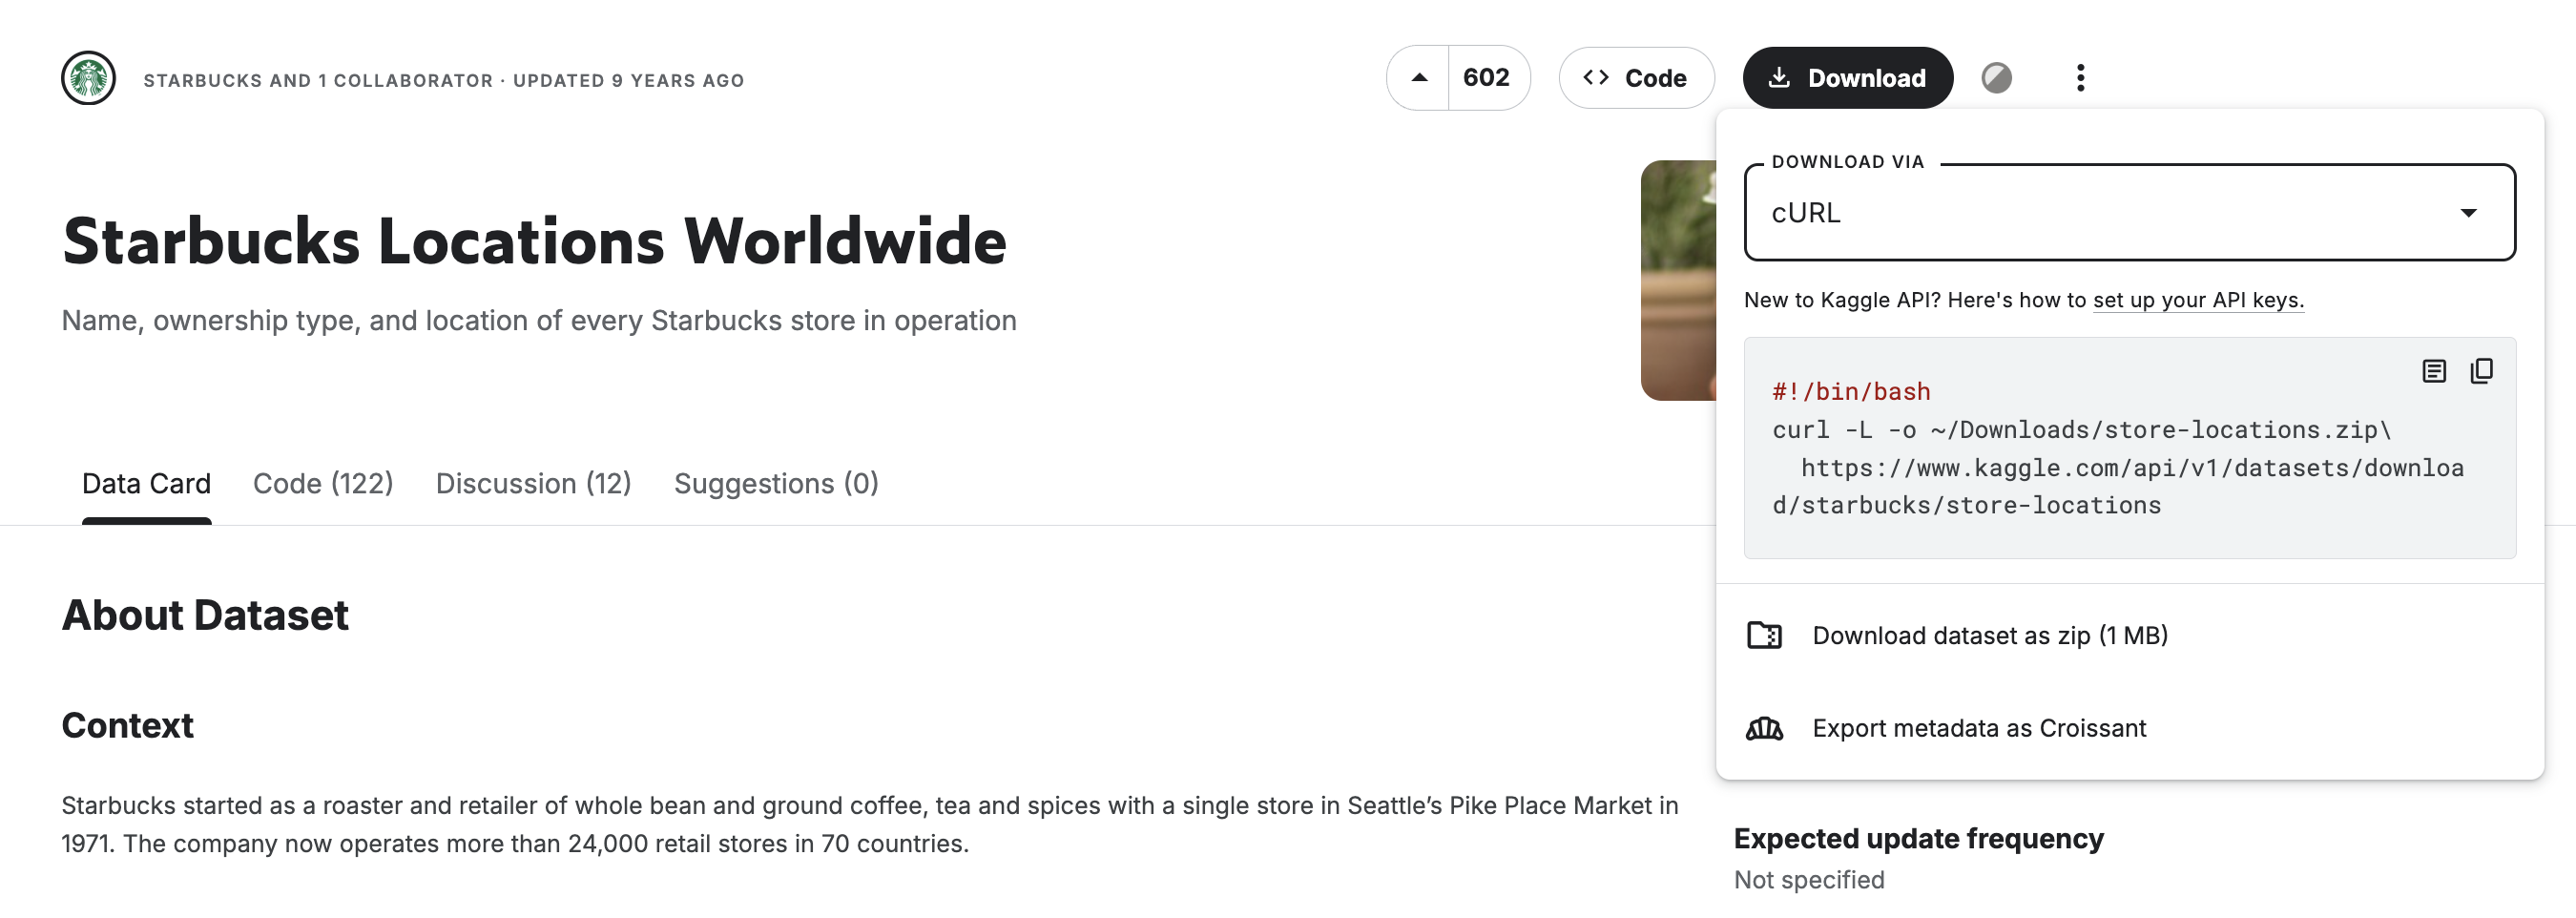 STARBUCKS AND 1 COLLABORATOR · UPDATED 9 YEARS AGO
602
Code
Download
Starbucks Locations Worldwide
Name, ownership type, and location of every Starbucks store in operation
DOWNLOAD VIA
cURL
New to Kaggle API? Here's how to set up your API keys.
#!/bin/bash
curl -L -o ~/Downloads/store-locations.zip\
  https://www.kaggle.com/api/v1/datasets/downloa
d/starbucks/store-locations
Download dataset as zip (1 MB)
Export metadata as Croissant
Data Card
Code (122)
Discussion (12)
Suggestions (0)
About Dataset
Context
Starbucks started as a roaster and retailer of whole bean and ground coffee, tea and spices with a single store in Seattle’s Pike Place Market in
1971. The company now operates more than 24,000 retail stores in 70 countries.
Expected update frequency
Not specified